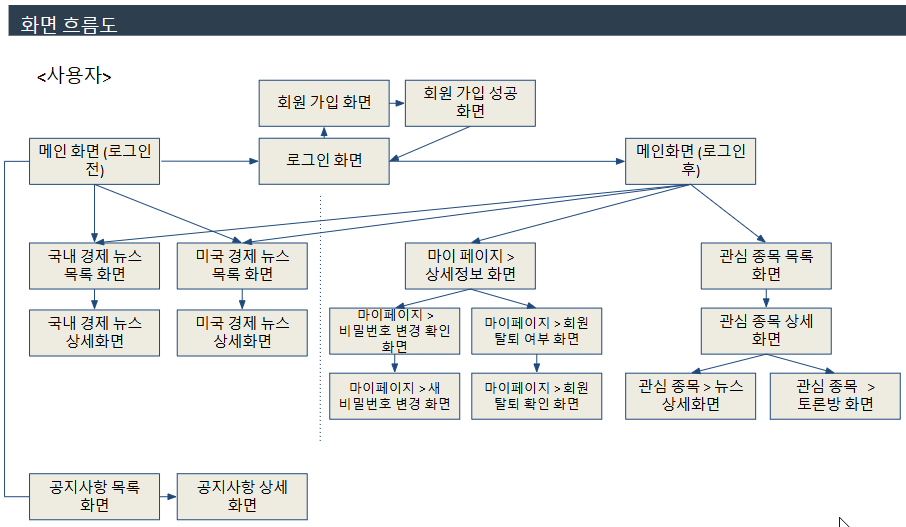 화면 흐름도
<사용자>
회원 가입 화면
회원 가입 성공
화면
메인 화면 (로그인
전)
로그인 화면
메인화면 (로그인
후)
국내 경제 뉴스
목록 화면
미국 경제 뉴스
목록 화면
마이 페이지 >
상세정보 화면
관심 종목 목록
화면
국내 경제 뉴스
상세화면
미국 경제 뉴스
상세화면
마이페이지 >
비밀번호 변경 확인
화면
마이페이지 >회원
탈퇴 여부 화면
관심 종목 상세
화면
마이페이지 >새
비밀번호 변경 화면
마이페이지 >회원
탈퇴 확인 화면
관심 종목 > 뉴스
상세화면
관심 종목 >
토론방 화면
공지사항 목록
화면
공지사항 상세
화면